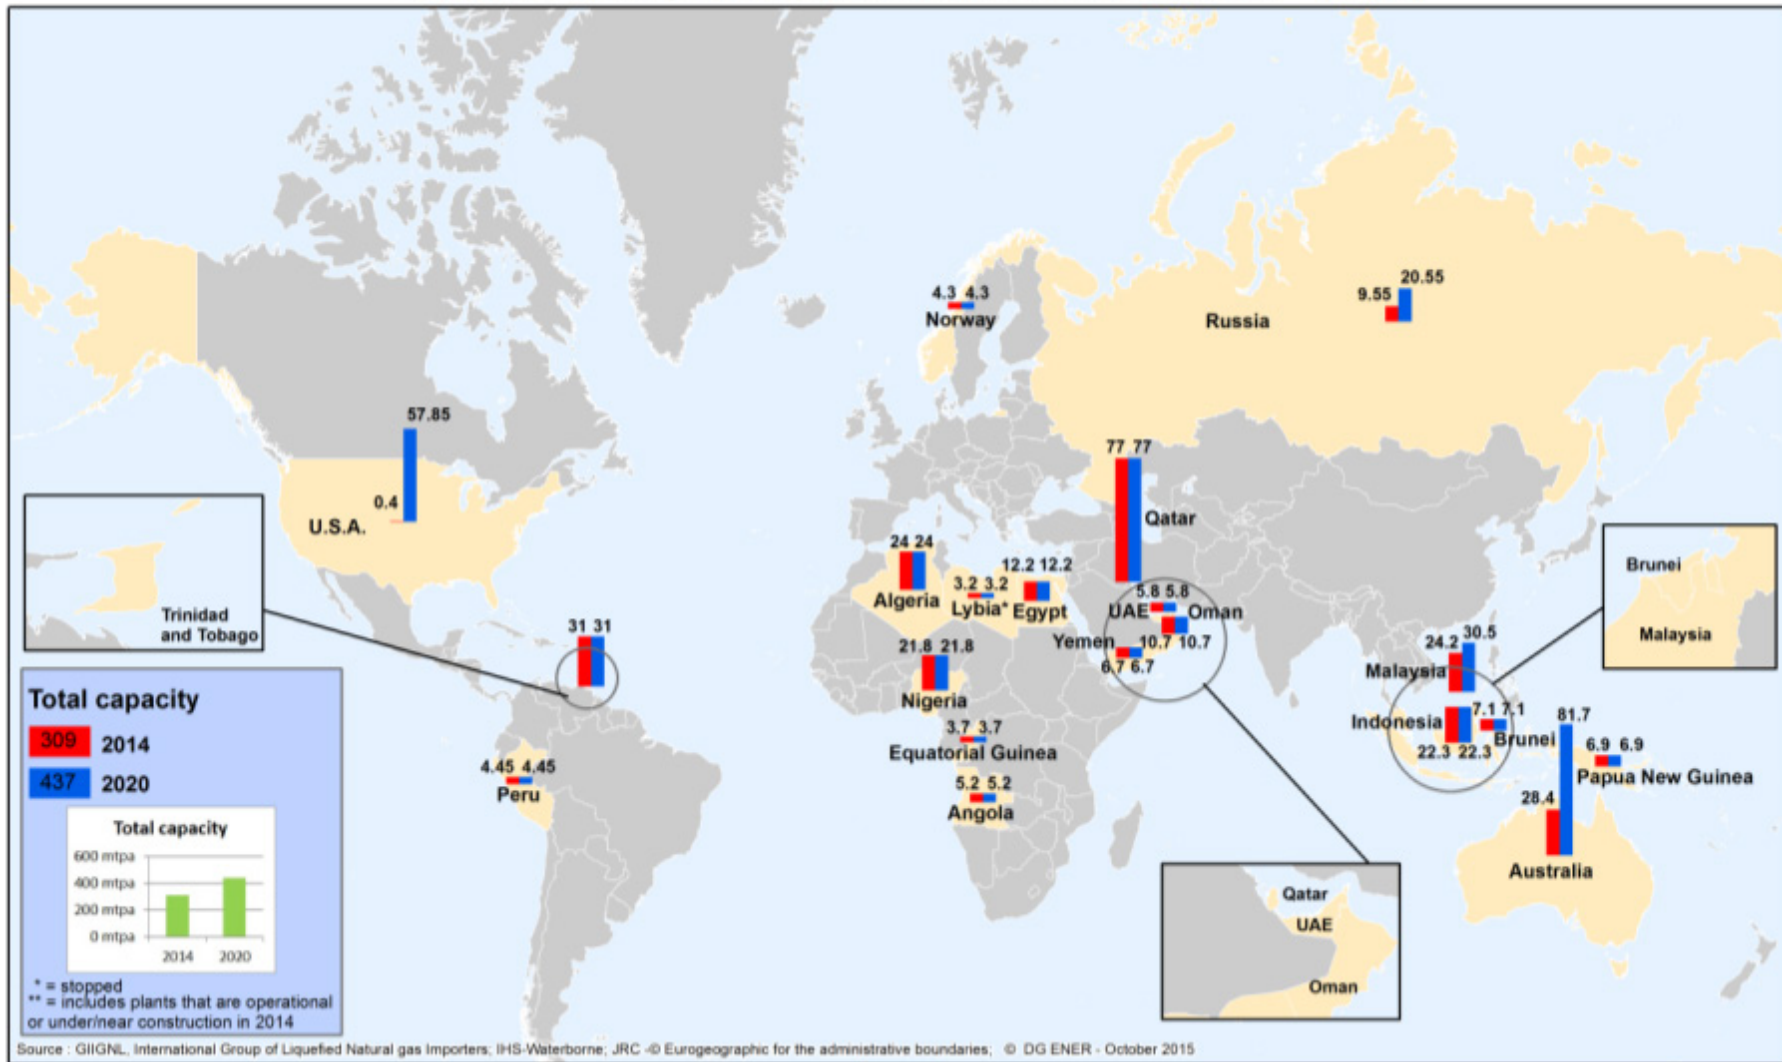 4.3 4.3
Norway
9.55
20.55
Russia
57.85
0.4
U.S.A.
77 77
Qatar
24 24
Algeria
3.2 3.2
Lybia*
12.2 12.2
Egypt
5.8 5.8
UAE
Oman
Yemen
10.7 10.7
6.7 6.7
Trinidad
and Tobago
31 31
21.8 21.8
Nigeria
3.7 3.7
Equatorial Guinea
5.2 5.2
Angola
4.45 4.45
Peru
24.2
30.5
Malaysia
Indonesia
22.3 22.3
7.1 7.1
Brunei
81.7
28.4
Australia
6.9 6.9
Papua New Guinea
Brunei
Malaysia
Qatar
UAE
Oman
Total capacity
309 2014
437 2020
Total capacity
600 mtpa
400 mtpa
200 mtpa
0 mtpa
2014 2020
* = stopped
** = includes plants that are operational
or under/near construction in 2014
Source : GIIGNL, International Group of Liquefied Natural gas Importers; IHS-Waterborne; JRC -© Eurogeographic for the administrative boundaries; © DG ENER - October 2015